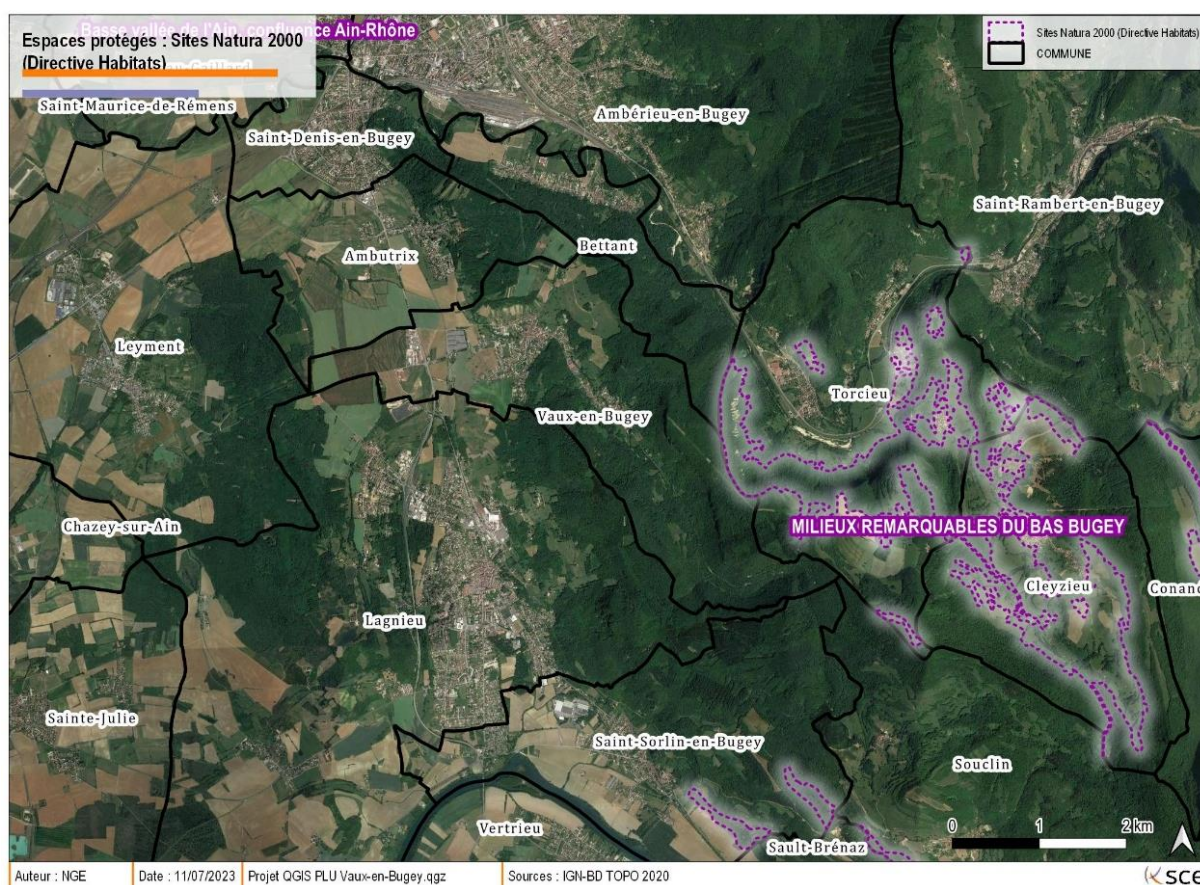 Basse vallée de l'Ain, confluence Ain-Rhône
Espaces protégés : Sites Natura 2000
(Directive Habitats)
Sites Natura 2000 (Directive Habitats)
COMMUNE
Saint-Maurice-de-Rémens
Saint-Denis-en-Bugey
Ambérieu-en-Bugey
Saint-Rambert-en-Bugey
Ambutrix
Bettant
Leyment
Torcieu
Vaux-en-Bugey
Chazey-sur-Ain
MILIEUX REMARQUABLES DU BAS BUGEY
Cleyzieu
Conand
Lagnieu
Sainte-Julie
Saint-Sorlin-en-Bugey
Souclin
Vertrieu
Sault-Brénaz
0 1 2 km
Auteur : NGE
Date : 11/07/2023
Projet QGIS PLU Vaux-en-Bugey.qgz
Sources : IGN-BD TOPO 2020
sce